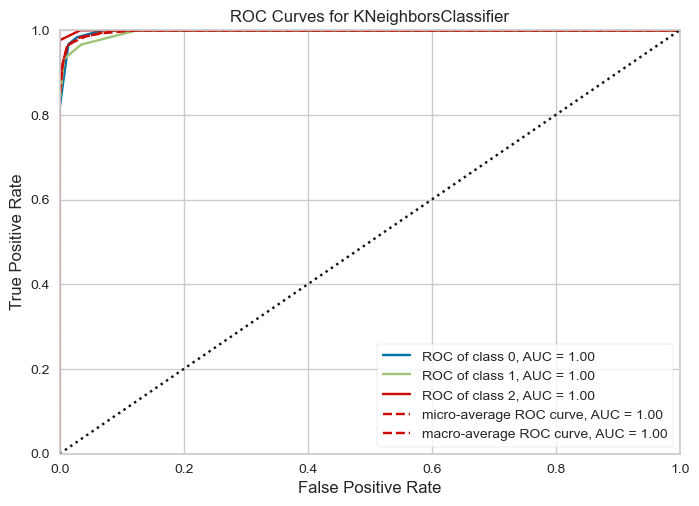 ROC Curves for KNeighborsClassifier
1.0
0.8
0.6
0.4
0.2
0.0
True Positive Rate
ROC of class 0, AUC = 1.00
ROC of class 1, AUC = 1.00
ROC of class 2, AUC = 1.00
micro-average ROC curve, AUC = 1.00
macro-average ROC curve, AUC = 1.00
0.0 0.2 0.4 0.6 0.8 1.0
False Positive Rate